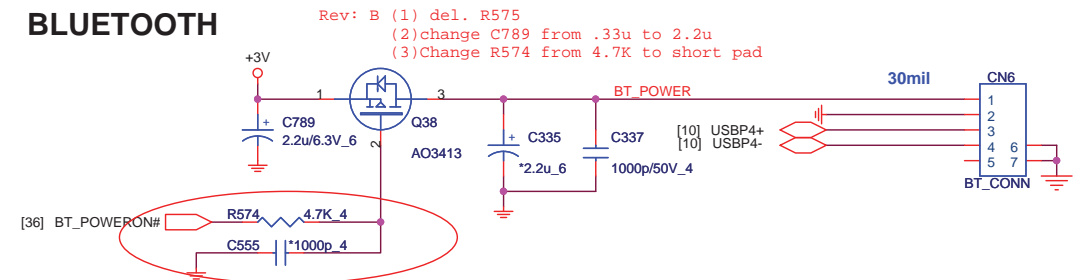 BLUETOOTH
Rev: B (1) del. R575
(2)change C789 from .33u to 2.2u
(3)Change R574 from 4.7K to short pad
+3V
1
3
BT_POWER
30mil
CN6
C789
2.2u/6.3V_6
+
2
Q38
AO3413
+
C335
*2.2u_6
C337
1000p/50V_4
[10] USBP4+
[10] USBP4-
1
2
3
4 6
5 7
BT_CONN
[36] BT_POWERON#
R574 4.7K_4
C555 *1000p_4